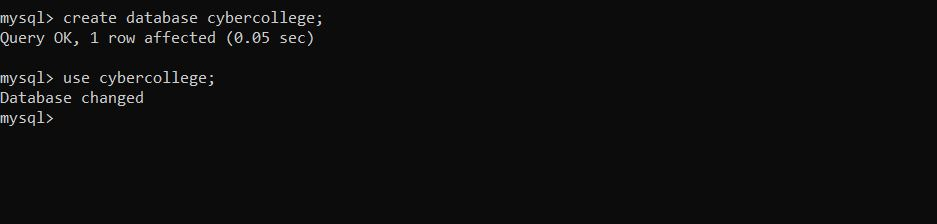 mysql> create database cybercollege;
Query OK, 1 row affected (0.05 sec)
mysql> use cybercollege;
Database changed
mysql>